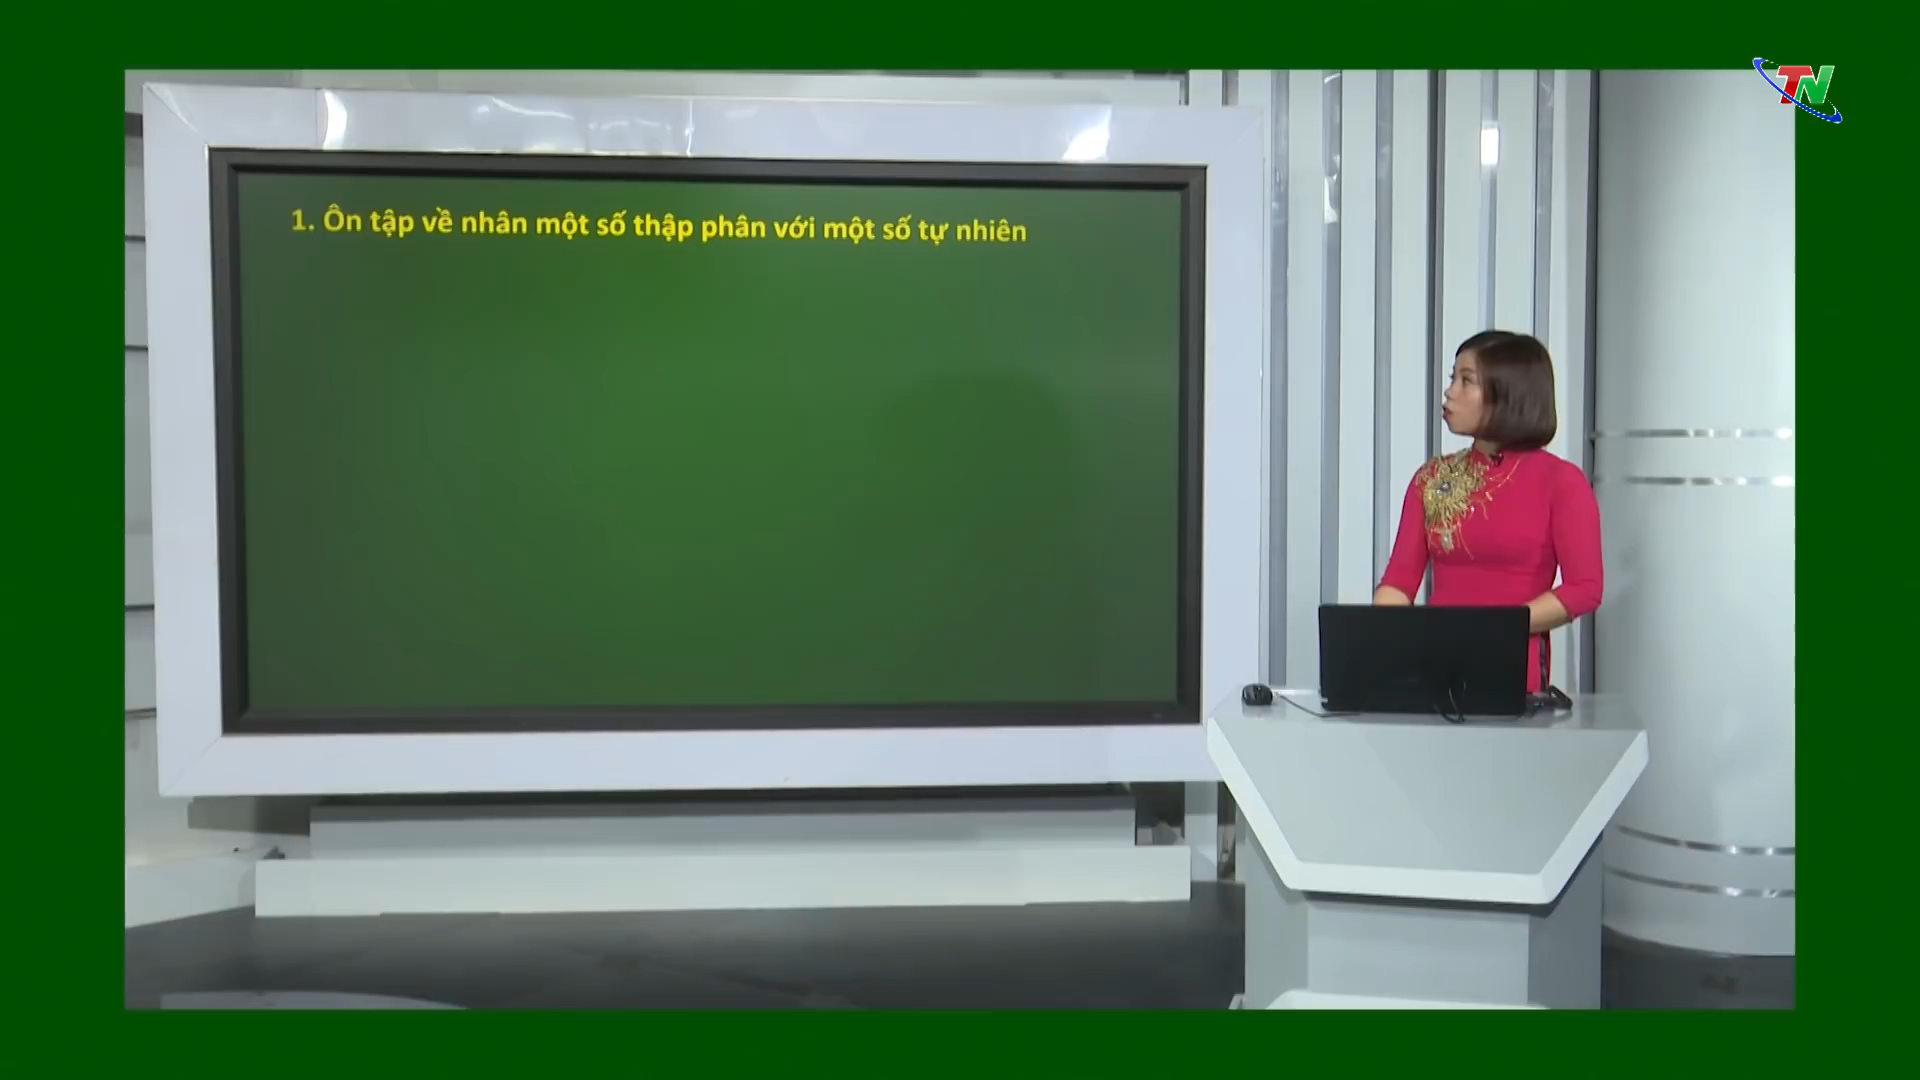 TN
1. Ôn tập về nhân một số thập phân với một số tự nhiên